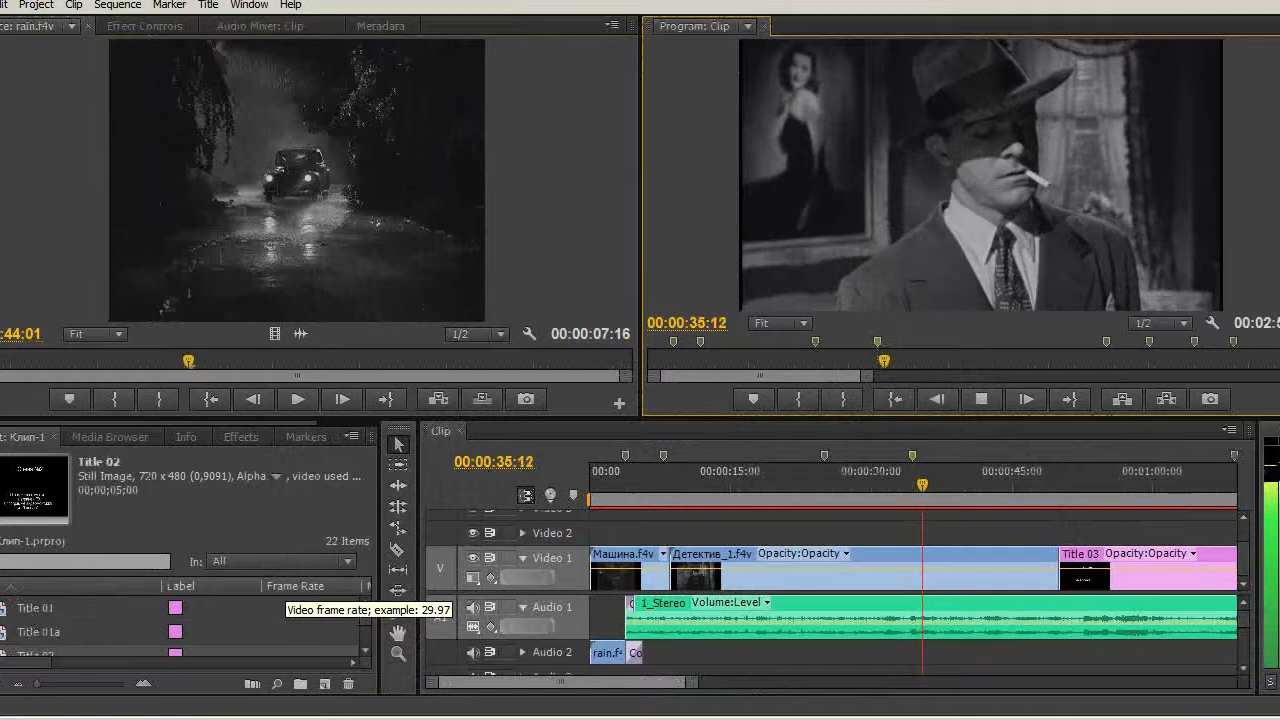 dit Project Clip Sequence Marker Title Window Help
ce: rain.f4v Effect Controls Audio Mixer: Clip Metadata
Program: Clip
:44:01 Fit 1/2 00:00:07:16
00:00:35:12 Fit 1/2 00:02:5
t: Клип-1 Media Browser Info Effects Markers
Title 02
Still Image, 720 x 480 (0,9091), Alpha , video used ...
00;00;05;00
Клип-1.prproj 22 Items
In: All
Label Frame Rate
Title 01
Video frame rate; example: 29.97
Title 01a
Clip
00:00:35:12
00:00 00:00:15:00 00:00:30:00 00:00:45:00 00:01:00:00
Video 2
V Video 1
Машина.f4v Детектив_1.f4v Opacity:Opacity Title 03 Opacity:Opacity
Audio 1 1_Stereo Volume:Level
Audio 2 rain.f4 Co